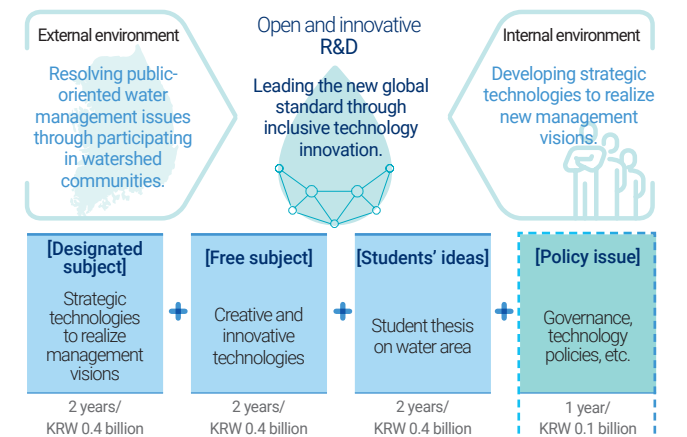 External environment
Resolving public-
oriented water
management issues
through participating
in watershed
communities.
Open and innovative
R&D
Leading the new global
standard through
inclusive technology
innovation.
Internal environment
Developing strategic
technologies to realize
new management
visions.
[Designated
subject]
Strategic
technologies
to realize
management
visions
2 years/
KRW 0.4 billion
+
[Free subject]
Creative and
innovative
technologies
2 years/
KRW 0.4 billion
+
[Students’ ideas]
Student thesis
on water area
2 years/
KRW 0.4 billion
+
[Policy issue]
Governance,
technology
policies, etc.
1 year/
KRW 0.1 billion